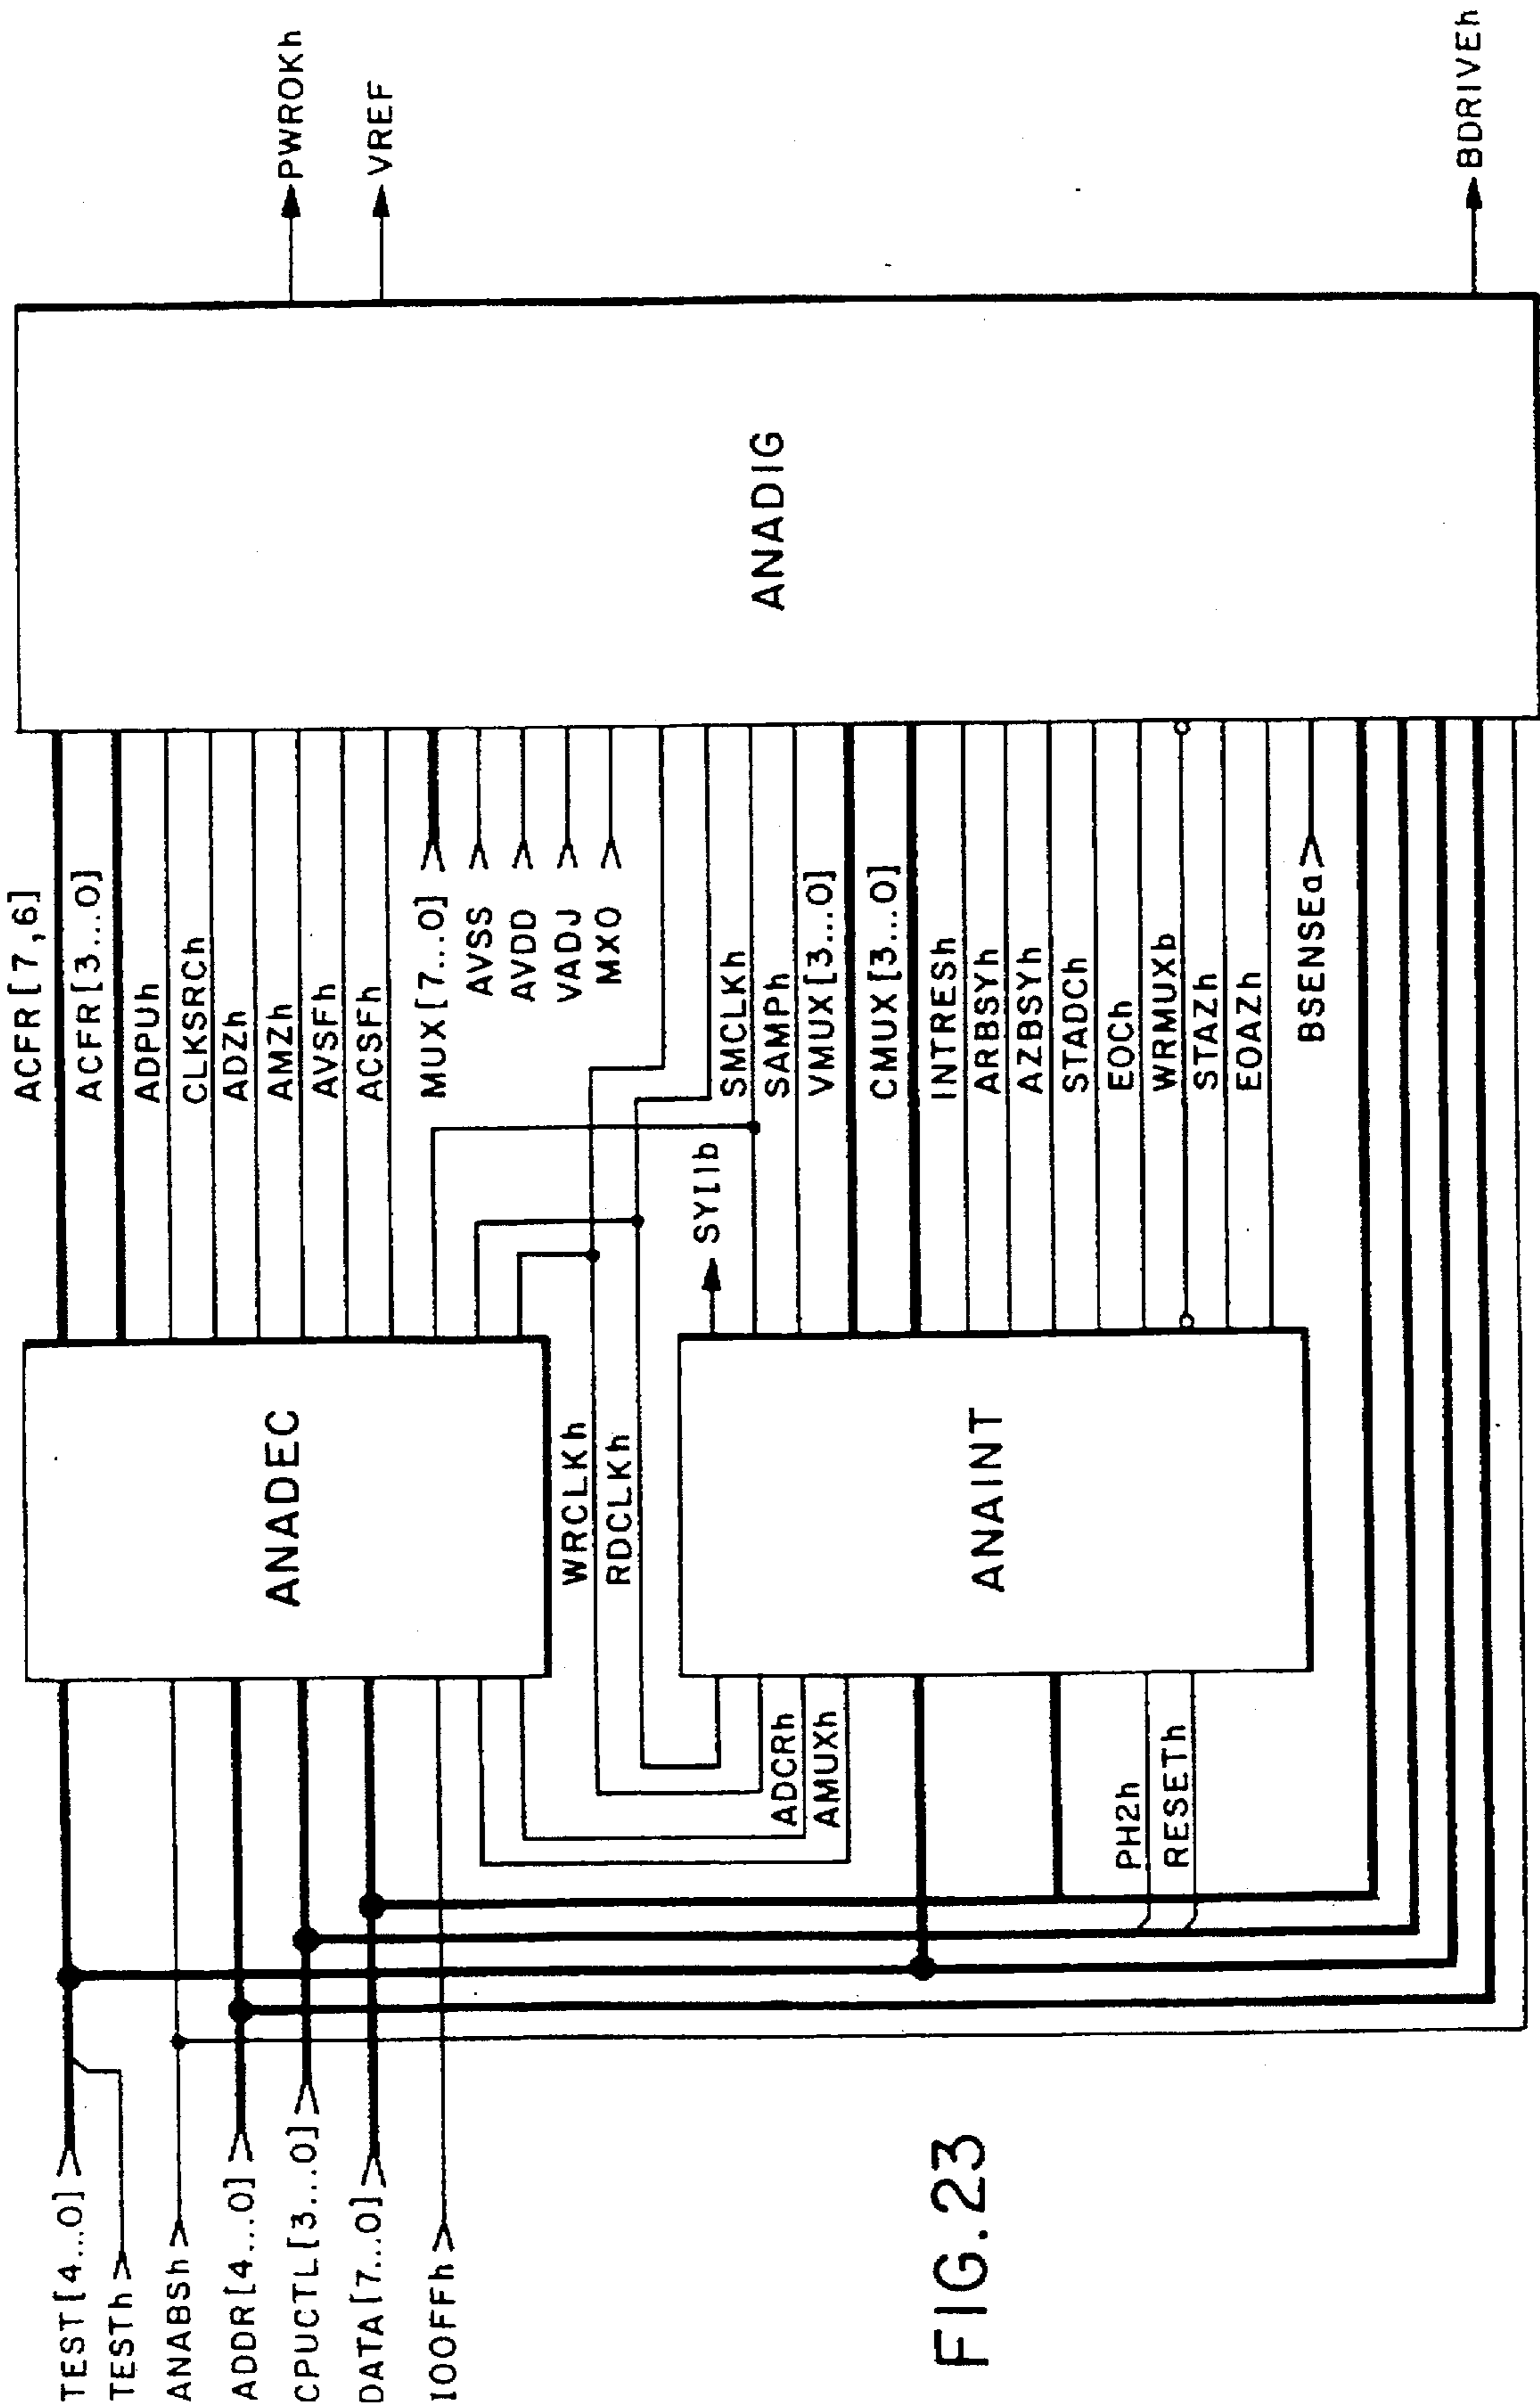 TEST[4...0]
TESTh
ANABSh
ADDR[4...0]
CPUCTL[3...0]
DATA[7...0]
IOOFFh
ANADEC
WRCLKh
RDCLKh
ADCRh
AMUXh
PH2h
RESETh
ANAINT
ACFR[7,6]
ACFR[3...0]
ADPUh
CLKSRCh
ADZh
AMZh
AVSFh
ACSFh
MUX[7...0]
AVSS
AVDD
VADJ
MXO
SYIIb
SMCLKh
SAMPh
VMUX[3...0]
CMUX[3...0]
INTRESh
ARBSYh
AZBSYh
STADCh
EOCh
WRMUXb
STAZh
EOAZh
BSENSEa
ANADIG
PWROKh
VREF
BDRIVEh
FIG.23